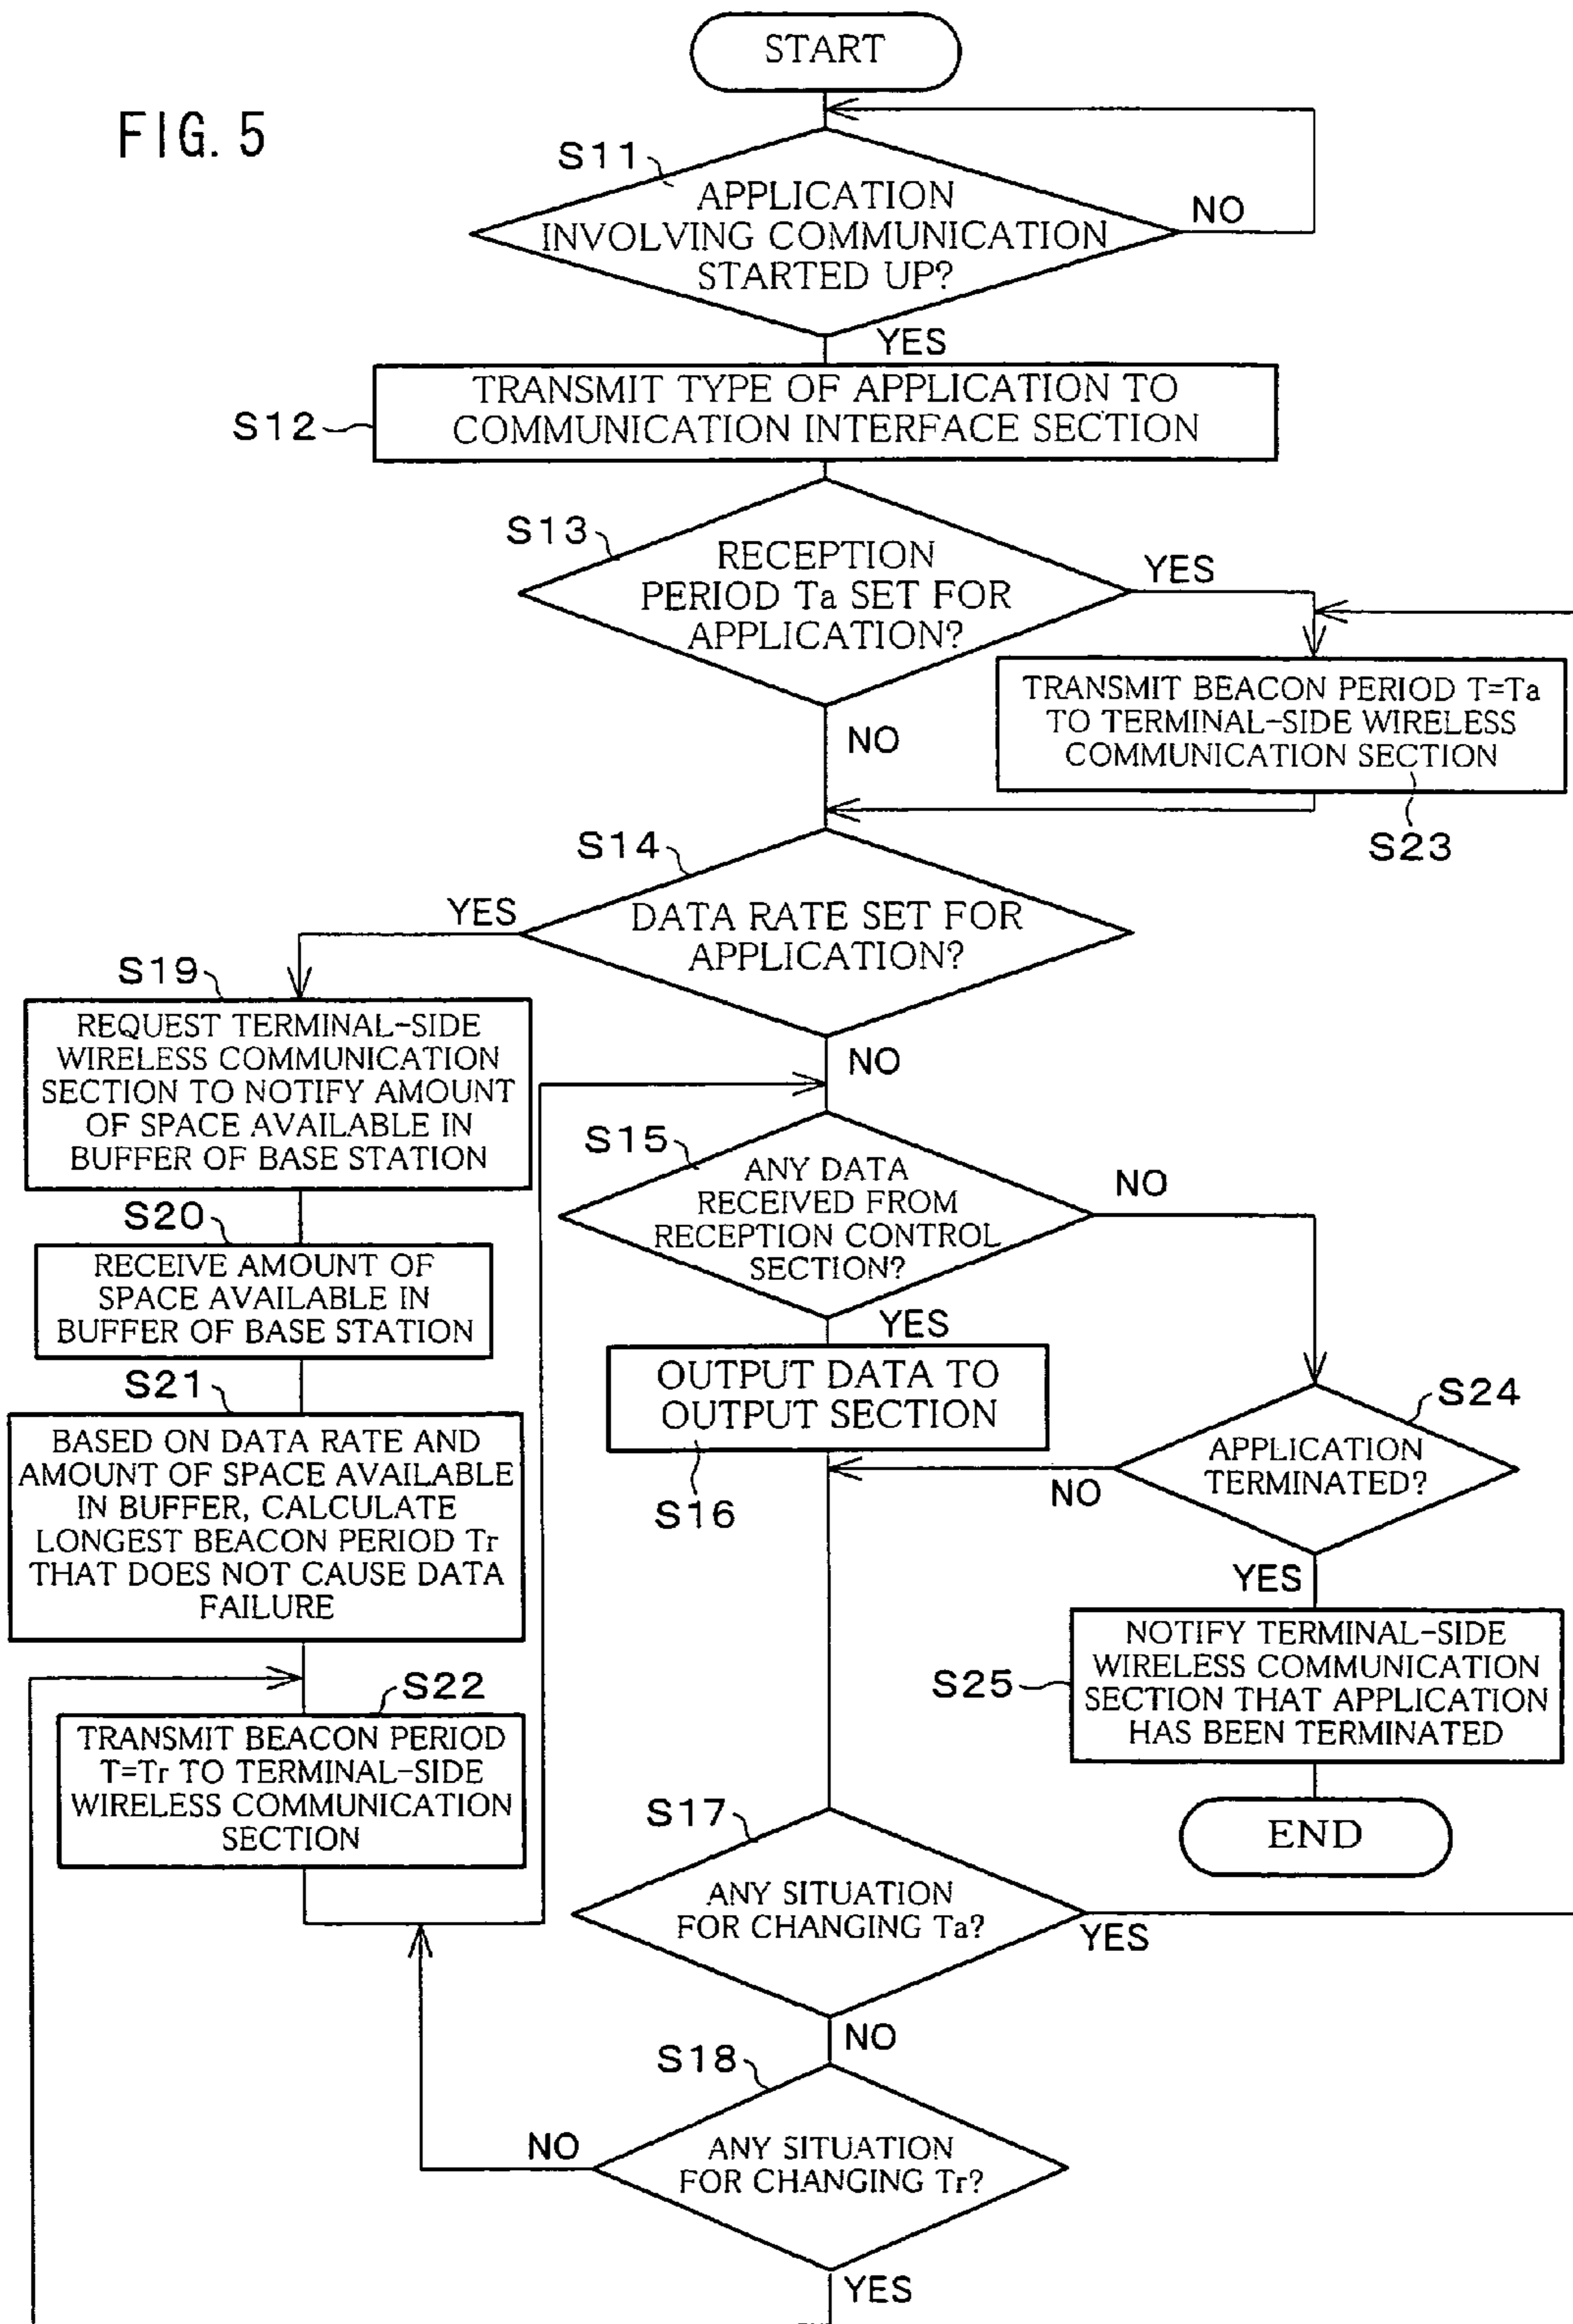 FIG. 5
START
S11
APPLICATION
INVOLVING COMMUNICATION
STARTED UP?
NO
YES
S12
TRANSMIT TYPE OF APPLICATION TO
COMMUNICATION INTERFACE SECTION
S13
RECEPTION
PERIOD Ta SET FOR
APPLICATION?
YES
NO
TRANSMIT BEACON PERIOD T=Ta
TO TERMINAL-SIDE WIRELESS
COMMUNICATION SECTION
S23
S14
DATA RATE SET FOR
APPLICATION?
YES
NO
S19
REQUEST TERMINAL-SIDE
WIRELESS COMMUNICATION
SECTION TO NOTIFY AMOUNT
OF SPACE AVAILABLE IN
BUFFER OF BASE STATION
S20
RECEIVE AMOUNT OF
SPACE AVAILABLE IN
BUFFER OF BASE STATION
S21
BASED ON DATA RATE AND
AMOUNT OF SPACE AVAILABLE
IN BUFFER, CALCULATE
LONGEST BEACON PERIOD Tr
THAT DOES NOT CAUSE DATA
FAILURE
S22
TRANSMIT BEACON PERIOD
T=Tr TO TERMINAL-SIDE
WIRELESS COMMUNICATION
SECTION
S15
ANY DATA
RECEIVED FROM
RECEPTION CONTROL
SECTION?
NO
YES
OUTPUT DATA TO
OUTPUT SECTION
S16
S24
APPLICATION
TERMINATED?
NO
YES
S25
NOTIFY TERMINAL-SIDE
WIRELESS COMMUNICATION
SECTION THAT APPLICATION
HAS BEEN TERMINATED
END
S17
ANY SITUATION
FOR CHANGING Ta?
YES
NO
S18
ANY SITUATION
FOR CHANGING Tr?
NO
YES